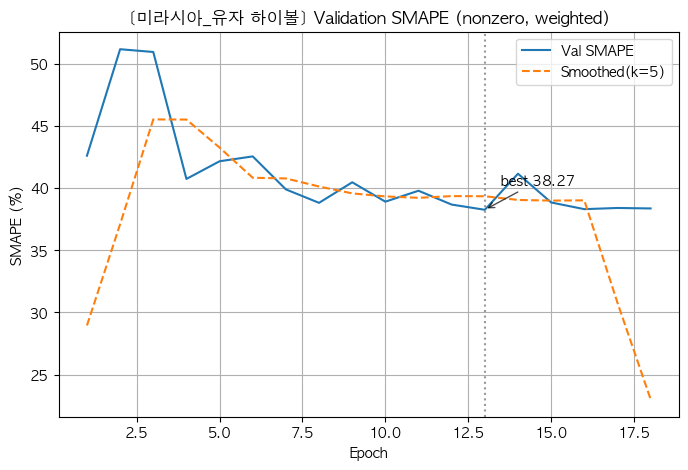 [미라시아_유자 하이볼] Validation SMAPE (nonzero, weighted)
Val SMAPE
Smoothed(k=5)
best 38.27
SMAPE (%)
50
45
40
35
30
25
2.5 5.0 7.5 10.0 12.5 15.0 17.5
Epoch